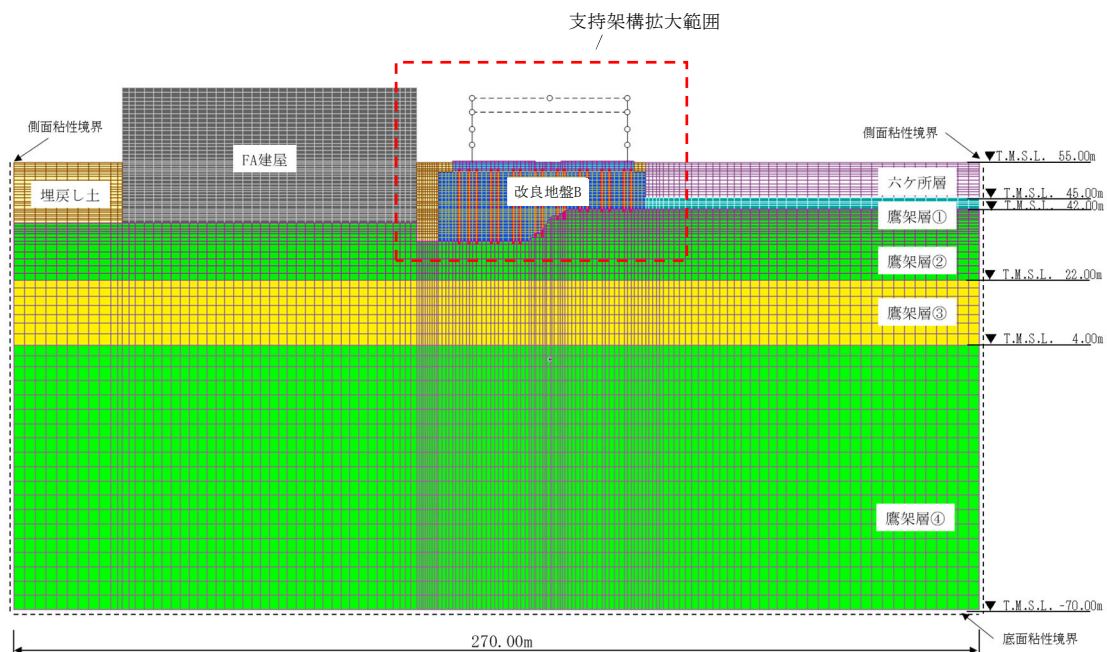 支持架構拡大範囲
側面粘性境界
側面粘性境界
FA建屋
T.M.S.L. 55.00m
埋戻し土
改良地盤B
六ケ所層
T.M.S.L. 45.00m
T.M.S.L. 42.00m
鷹架層①
鷹架層②
T.M.S.L. 22.00m
鷹架層③
T.M.S.L. 4.00m
鷹架層④
T.M.S.L. -70.00m
270.00m
底面粘性境界